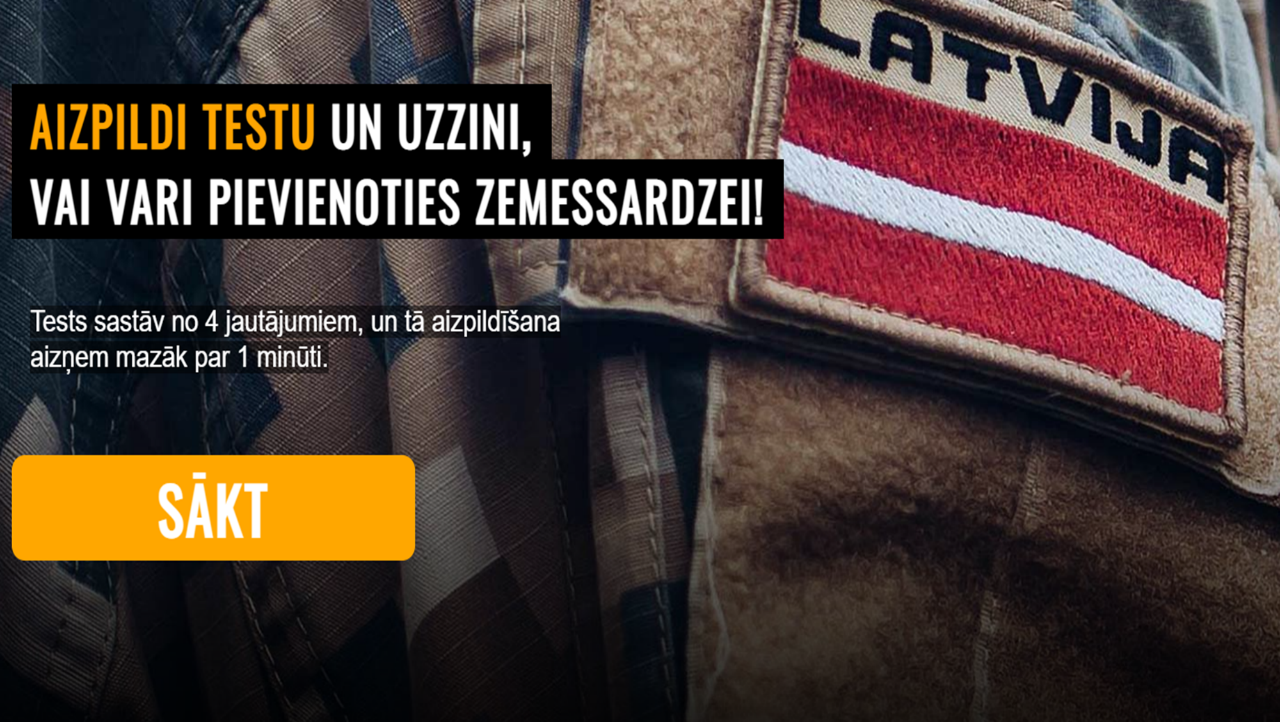 LATVIJA
AIZPILDI TESTU UN UZZINI,
VAI VARI PIEVIENOTIES ZEMESSARDZEI!
Tests sastāv no 4 jautājumiem, un tā aizpildīšana
aizņem mazāk par 1 minūti.
SĀKT